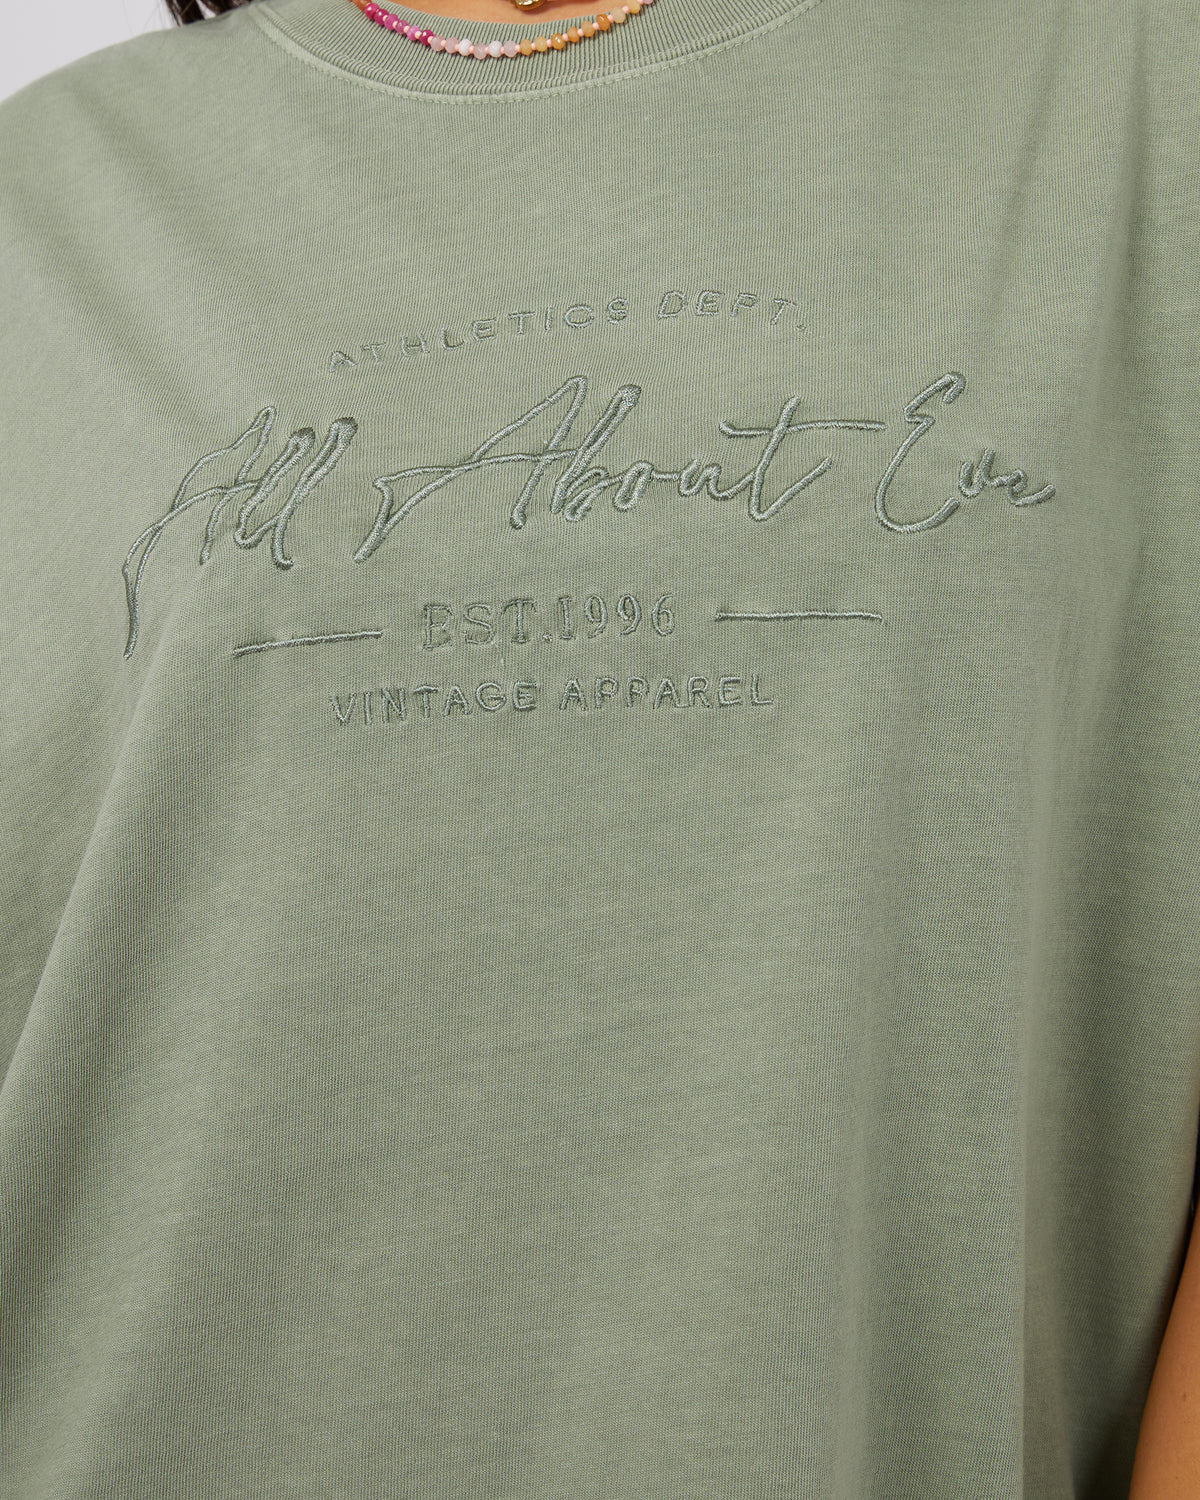 ATHLETICS DEPT.
All About Eve
EST.1996
VINTAGE APPAREL